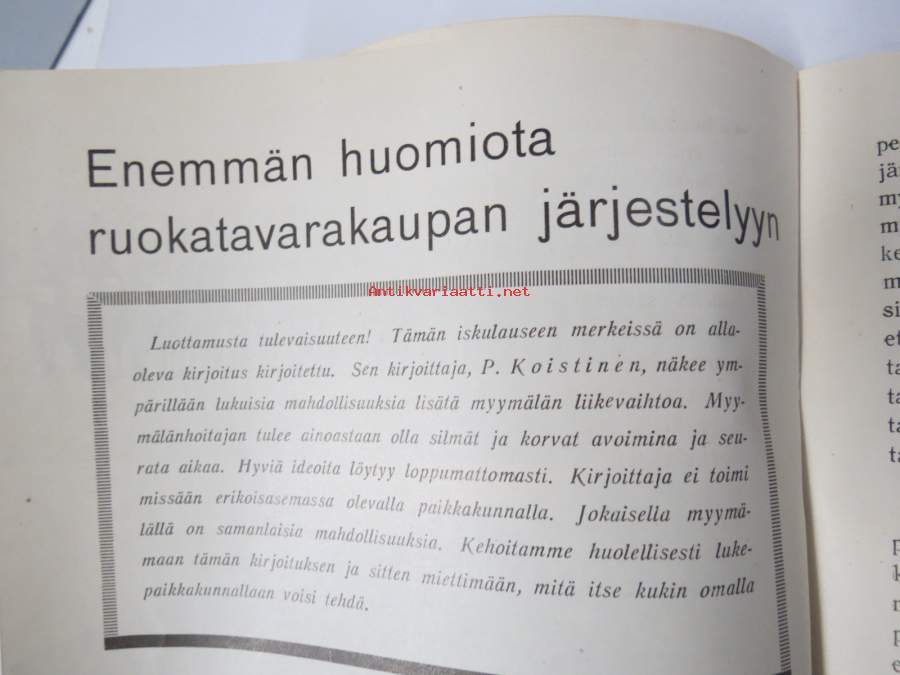 Enemmän huomiota
ruokatavarakaupan järjestelyyn
Antikvariaatti.net
Luottamusta tulevaisuuteen! Tämän iskulauseen merkeissä on alla-
oleva kirjoitus kirjoitettu. Sen kirjoittaja, P. Koistinen, näkee ym-
pärillään lukuisia mahdollisuuksia lisätä myymälän liikevaihtoa. Myy-
mälänhoitajan tulee ainoastaan olla silmät ja korvat avoimina ja seu-
rata aikaa. Hyviä ideoita löytyy loppumattomasti. Kirjoittaja ei toimi
missään erikoisasemassa olevalla paikkakunnalla. Jokaisella myymä-
lällä on samanlaisia mahdollisuuksia. Kehoitamme huolellisesti luke-
maan tämän kirjoituksen ja sitten miettimään, mitä itse kukin omalla
paikkakunnallaan voisi tehdä.